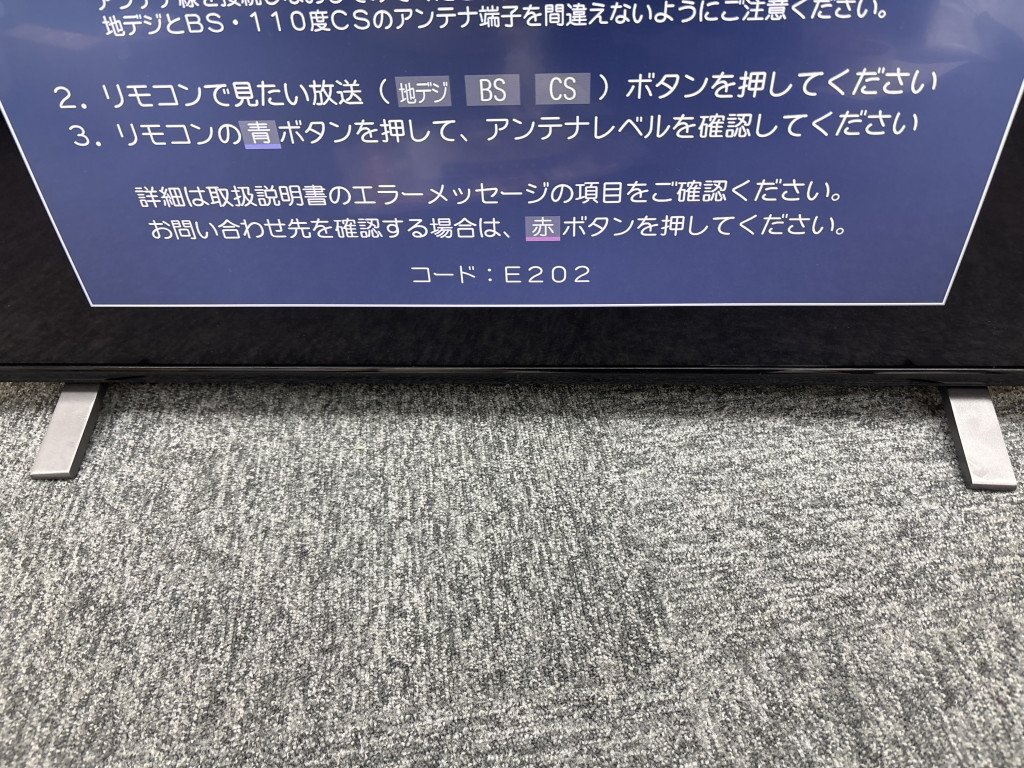 地デジとBS・110度CSのアンテナ端子を間違えないようにご注意ください。
2．リモコンで見たい放送（ 地デジ BS CS ）ボタンを押してください
3．リモコンの 青 ボタンを押して、アンテナレベルを確認してください
詳細は取扱説明書のエラーメッセージの項目をご確認ください。
お問い合わせ先を確認する場合は、 赤 ボタンを押してください。
コード：E202